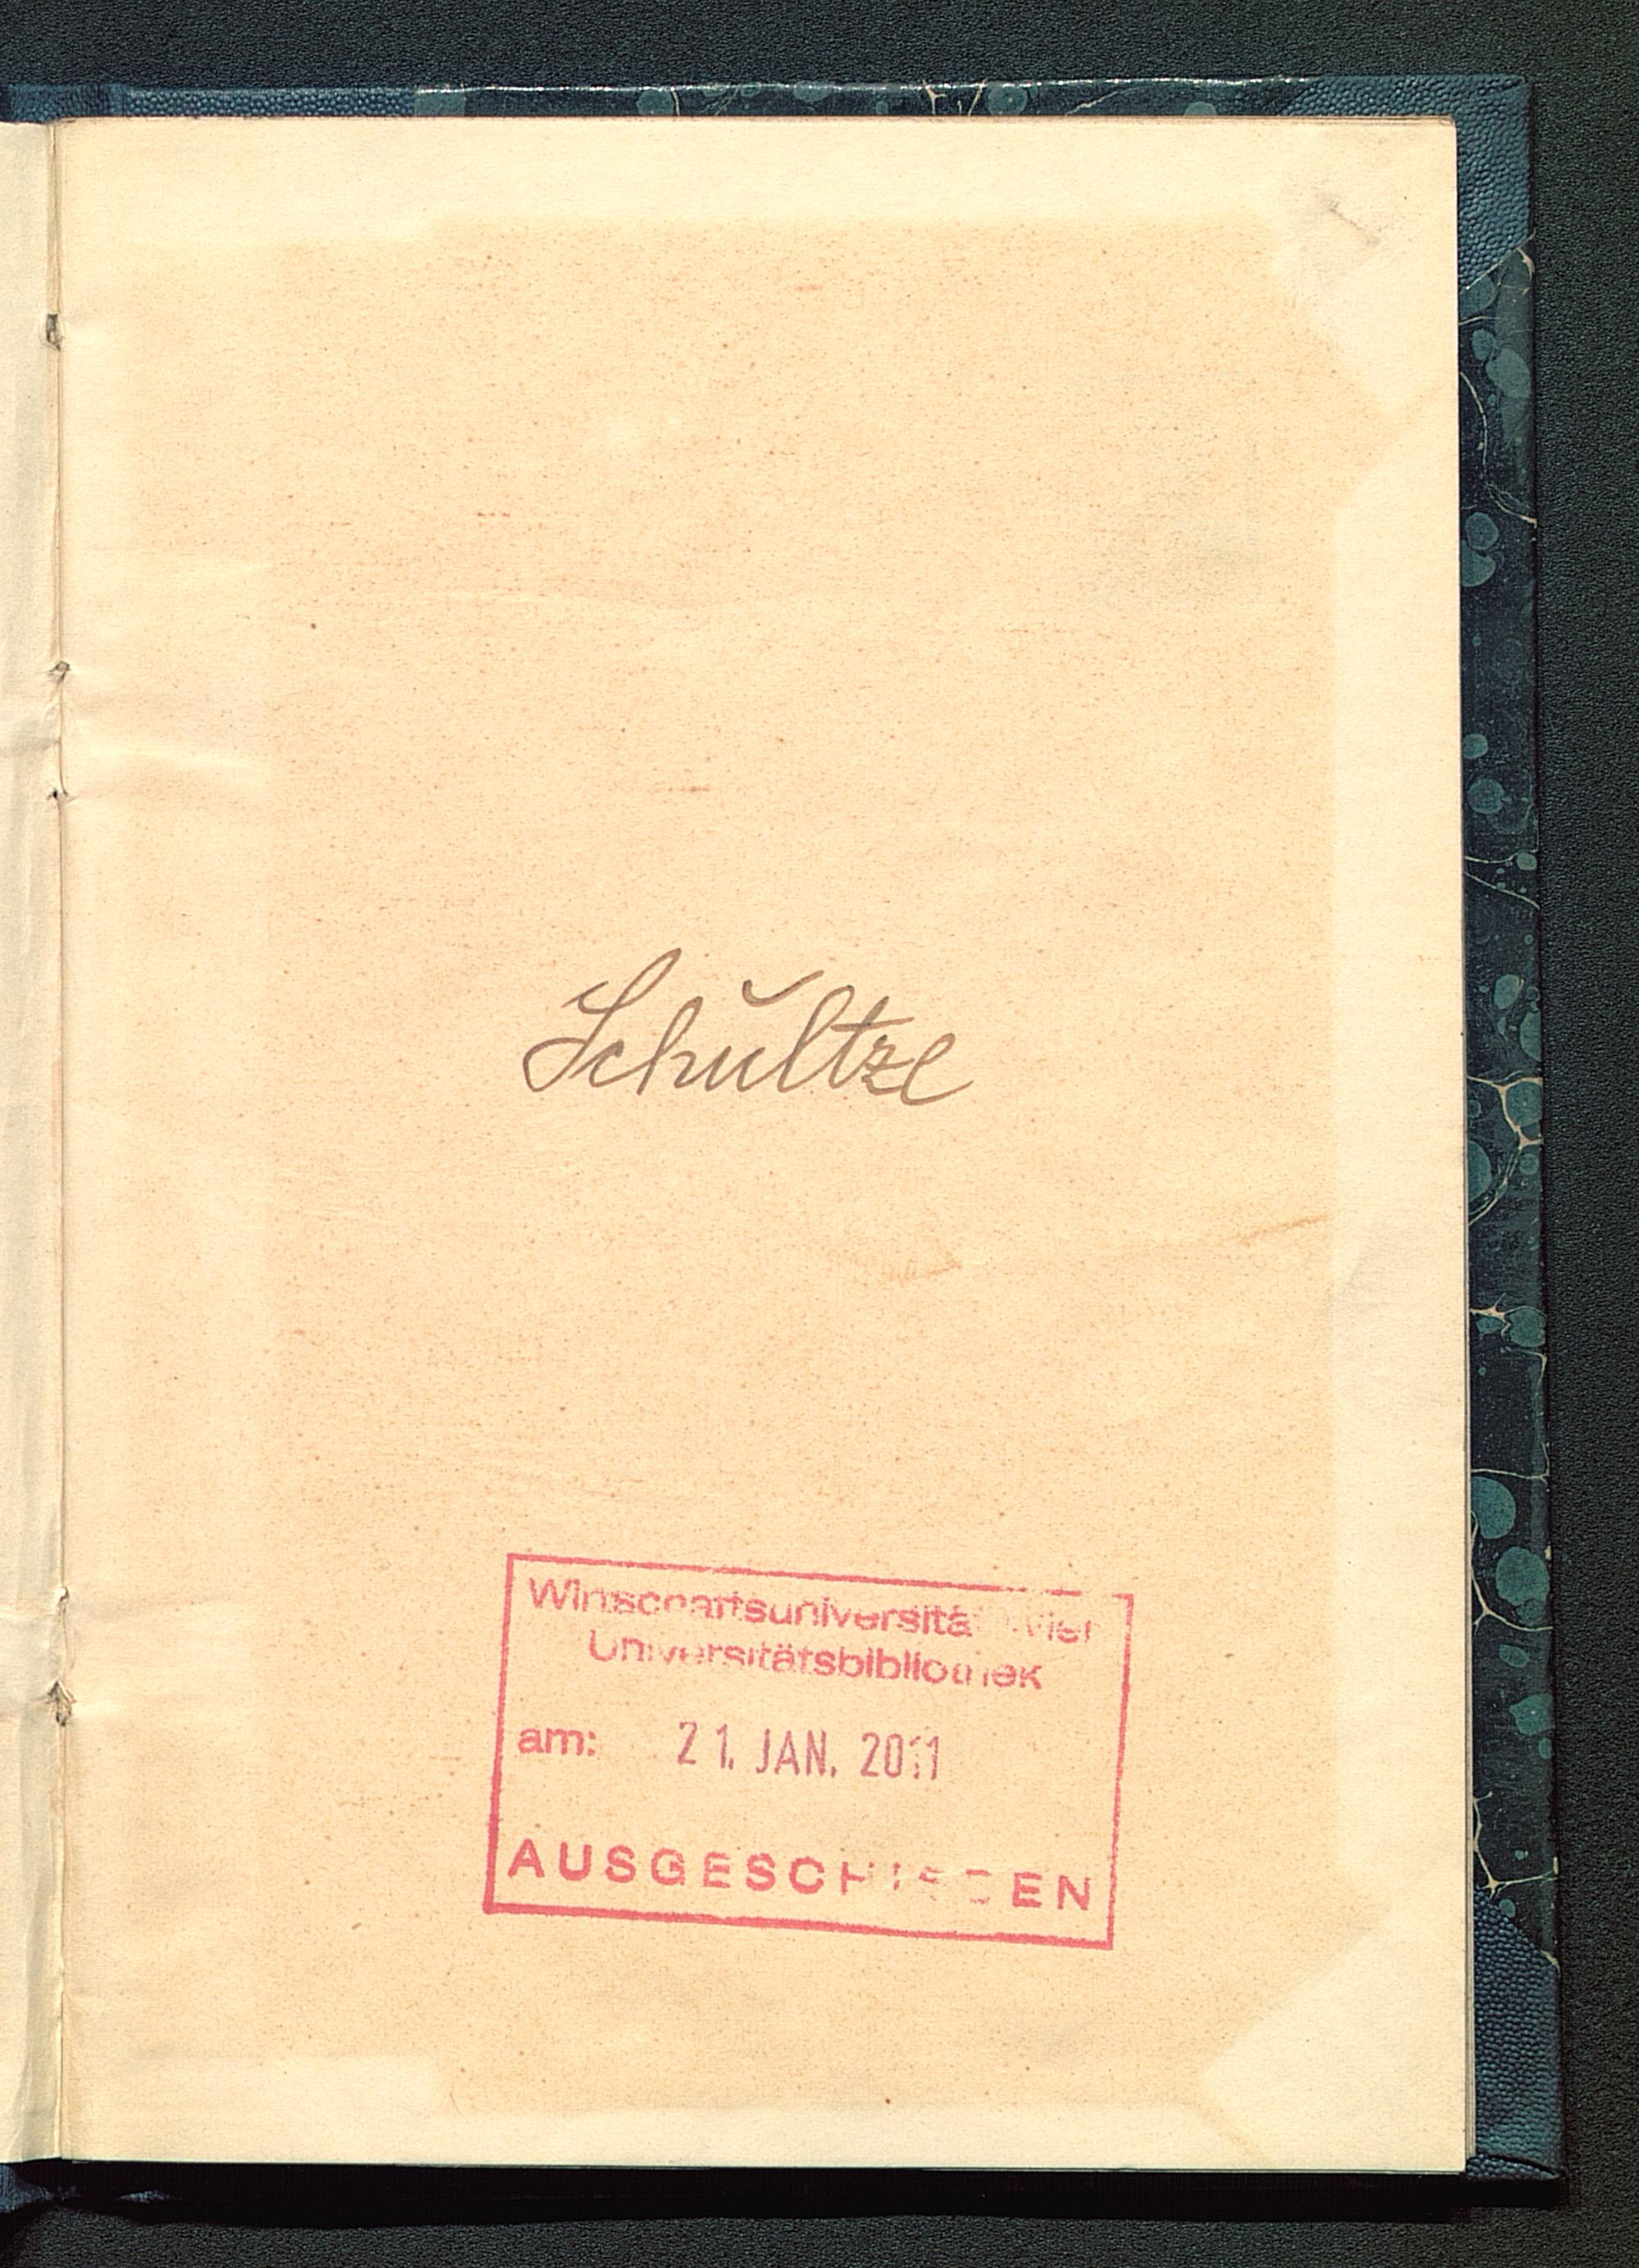 Schultze
Wirtschaftsuniversität Wien
Universitätsbibliothek
am: 21. JAN. 2011
AUSGESCHIEDEN